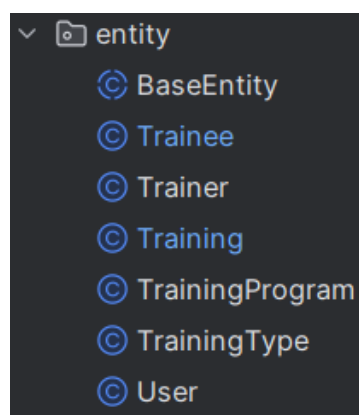 entity
BaseEntity
Trainee
Trainer
Training
TrainingProgram
TrainingType
User